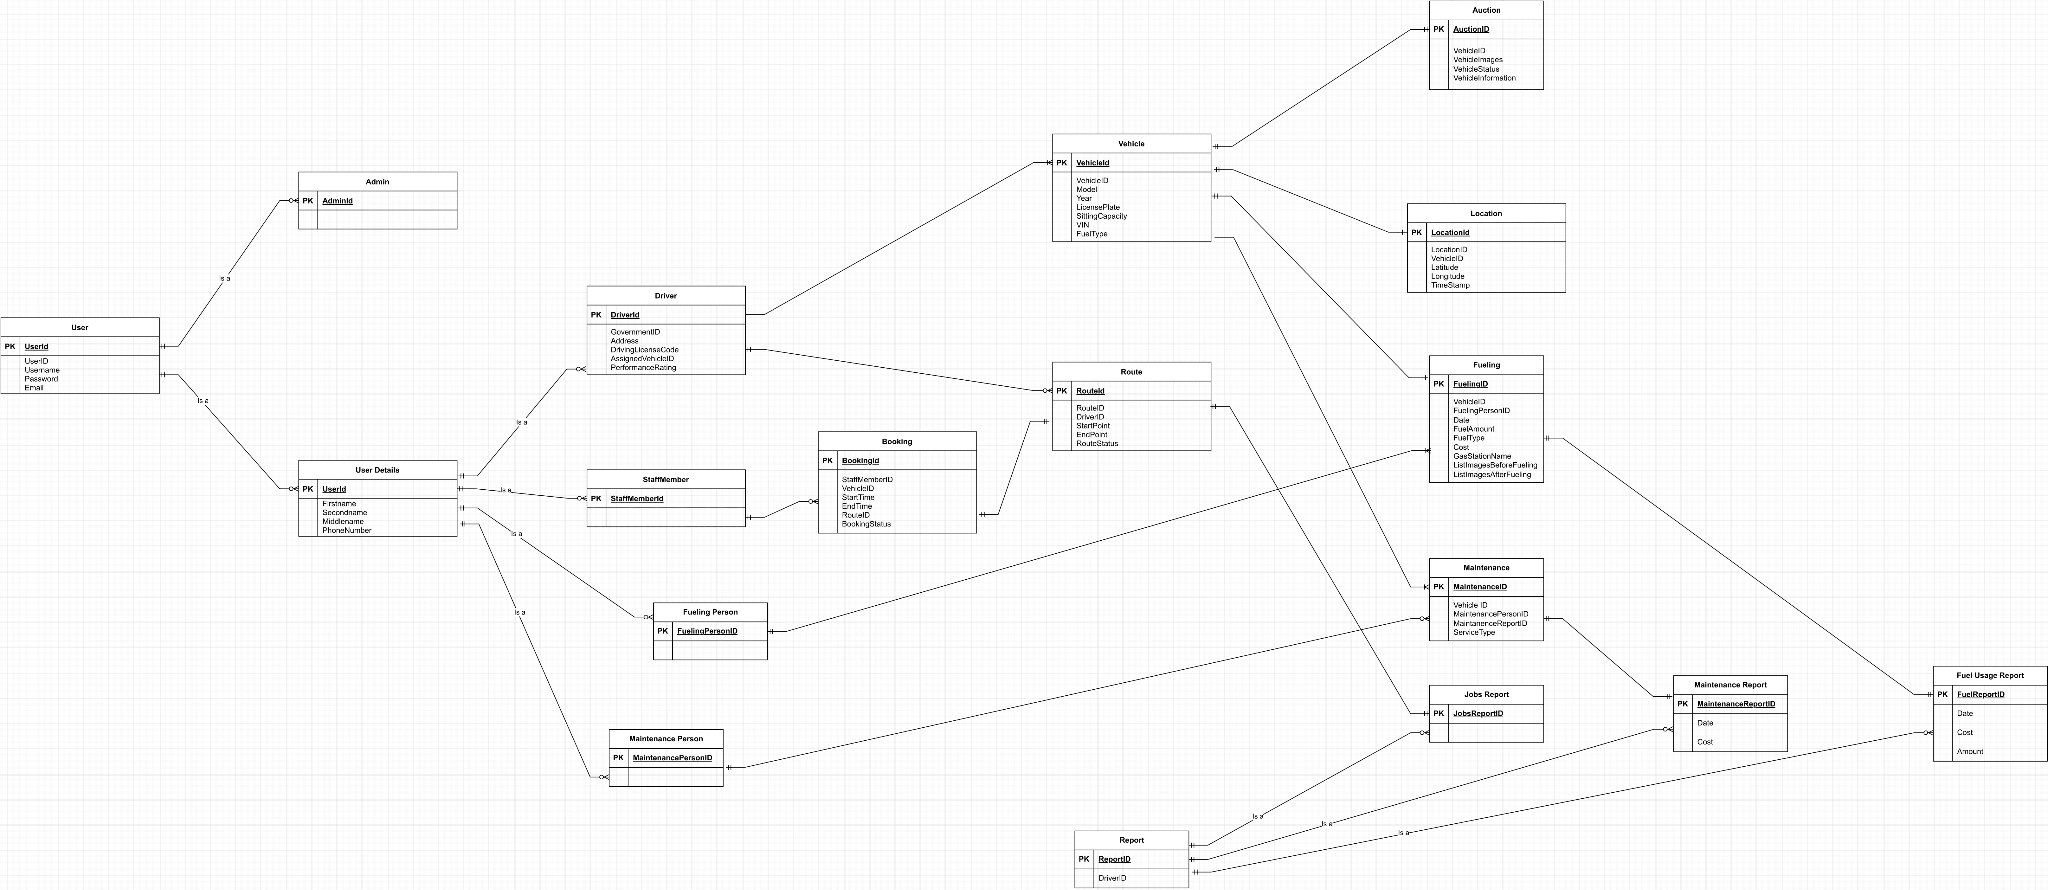 Auction
PK AuctionID
VehicleID
VehicleImages
VehicleStatus
VehicleInformation
Vehicle
PK VehicleId
VehicleID
Model
Year
LicensePlate
SittingCapacity
VIN
FuelType
Admin
PK AdminId
Location
PK LocationId
LocationID
VehicleID
Latitude
Longitude
TimeStamp
Is a
Driver
PK DriverId
GovernmentID
Address
DrivingLicenseCode
AssignedVehicleID
PerformanceRating
User
PK UserId
UserID
Username
Password
Email
Is a
Route
PK RouteId
RouteID
DriverID
StartPoint
EndPoint
RouteStatus
Fueling
PK FuelingID
VehicleID
FuelingPersonID
Date
FuelAmount
FuelType
Cost
GasStationName
ListImagesBeforeFueling
ListImagesAfterFueling
Is a
Booking
PK BookingId
StaffMemberID
VehicleID
StartTime
EndTime
RouteID
BookingStatus
User Details
PK UserId
Firstname
Secondname
Middlename
PhoneNumber
Is a
StaffMember
PK StaffMemberId
Is a
Is a
Maintenance
PK MaintenanceID
Vehicle ID
MaintenancePersonID
MaintanenceReportID
ServiceType
Fueling Person
PK FuelingPersonID
Jobs Report
PK JobsReportID
Maintenance Report
PK MaintenanceReportID
Date
Cost
Fuel Usage Report
PK FuelReportID
Date
Cost
Amount
Maintenance Person
PK MaintenancePersonID
Is a
Is a
Is a
Report
PK ReportID
DriverID